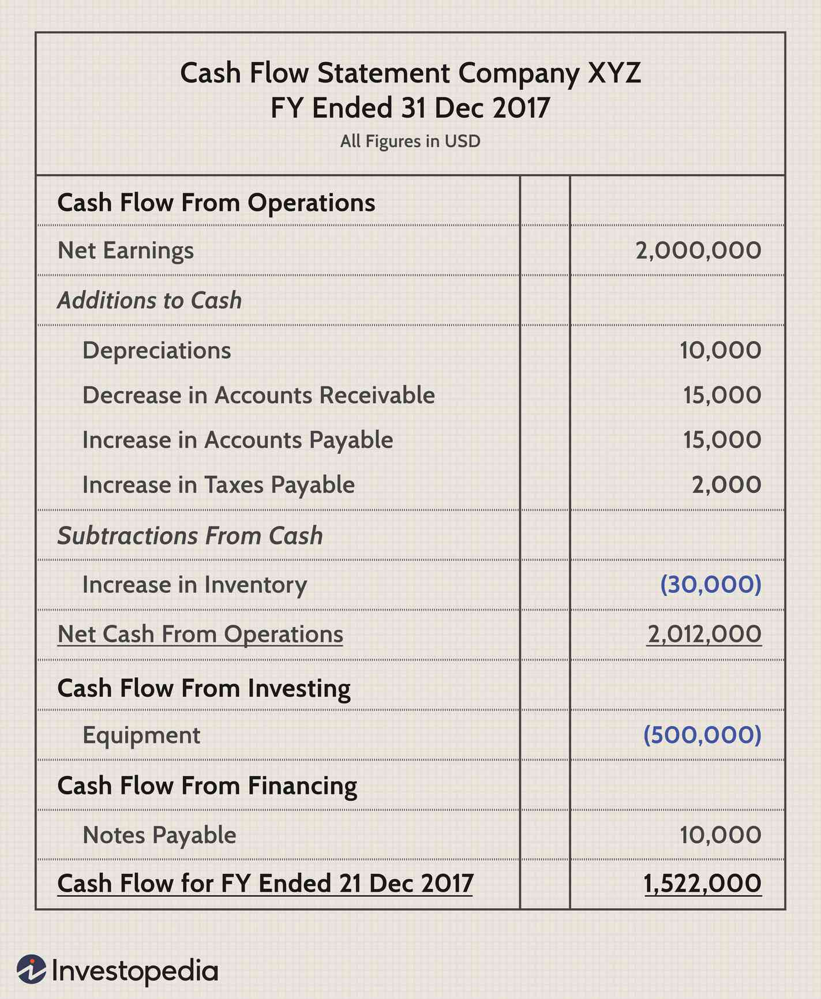 Cash Flow Statement Company XYZ
FY Ended 31 Dec 2017
All Figures in USD
Cash Flow From Operations
Net Earnings 2,000,000
Additions to Cash
Depreciations 10,000
Decrease in Accounts Receivable 15,000
Increase in Accounts Payable 15,000
Increase in Taxes Payable 2,000
Subtractions From Cash
Increase in Inventory (30,000)
Net Cash From Operations 2,012,000
Cash Flow From Investing
Equipment (500,000)
Cash Flow From Financing
Notes Payable 10,000
Cash Flow for FY Ended 21 Dec 2017 1,522,000
Investopedia